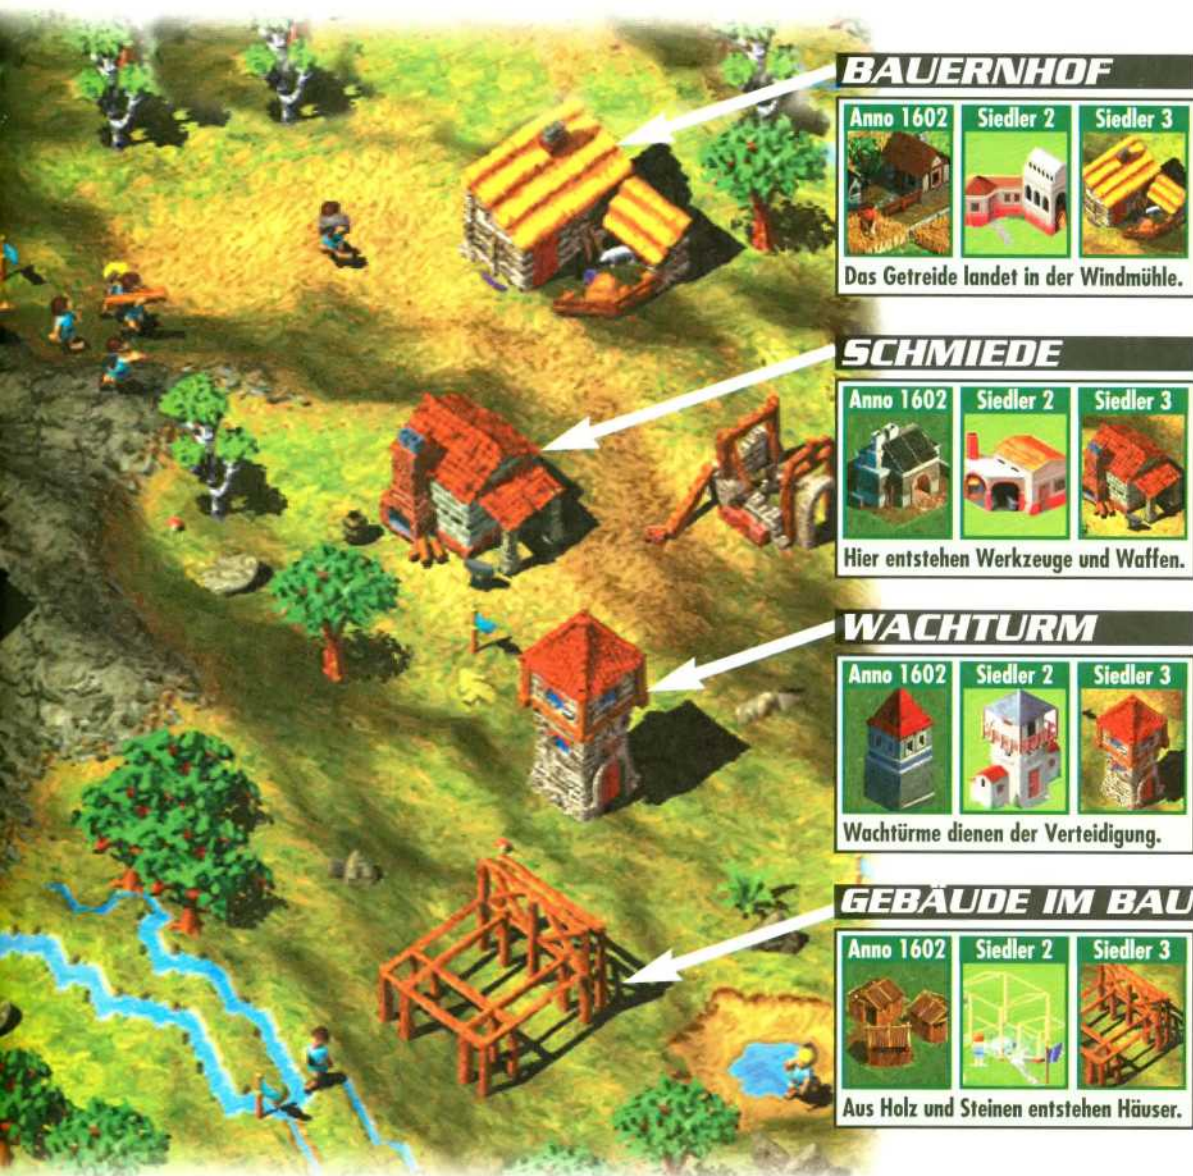 BAUERNHOF
Anno 1602 Siedler 2 Siedler 3
Das Getreide landet in der Windmühle.
SCHMIEDE
Anno 1602 Siedler 2 Siedler 3
Hier entstehen Werkzeuge und Waffen.
WACHTURM
Anno 1602 Siedler 2 Siedler 3
Wachtürme dienen der Verteidigung.
GEBÄUDE IM BAU
Anno 1602 Siedler 2 Siedler 3
Aus Holz und Steinen entstehen Häuser.